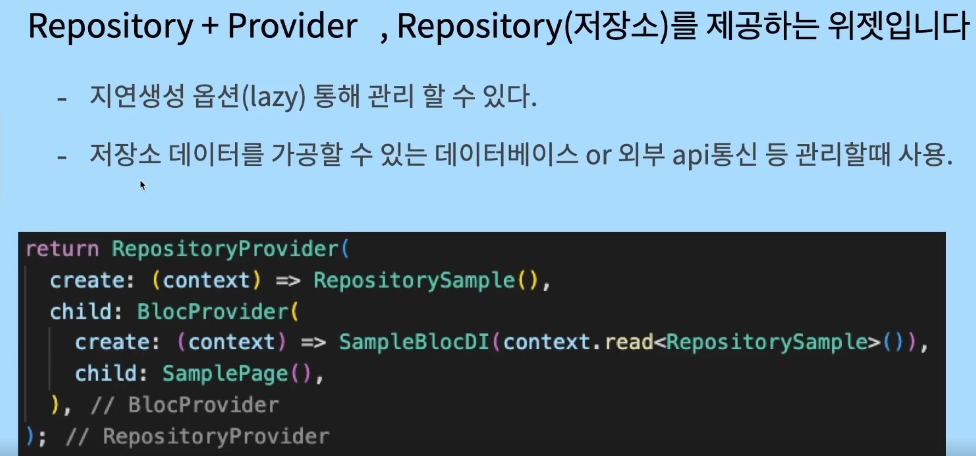 Repository + Provider , Repository(저장소)를 제공하는 위젯입니다
- 지연생성 옵션(lazy) 통해 관리 할 수 있다.
- 저장소 데이터를 가공할 수 있는 데이터베이스 or 외부 api통신 등 관리할때 사용.
return RepositoryProvider(
  create: (context) => RepositorySample(),
  child: BlocProvider(
    create: (context) => SampleBlocDI(context.read<RepositorySample>()),
    child: SamplePage(),
  ), // BlocProvider
); // RepositoryProvider